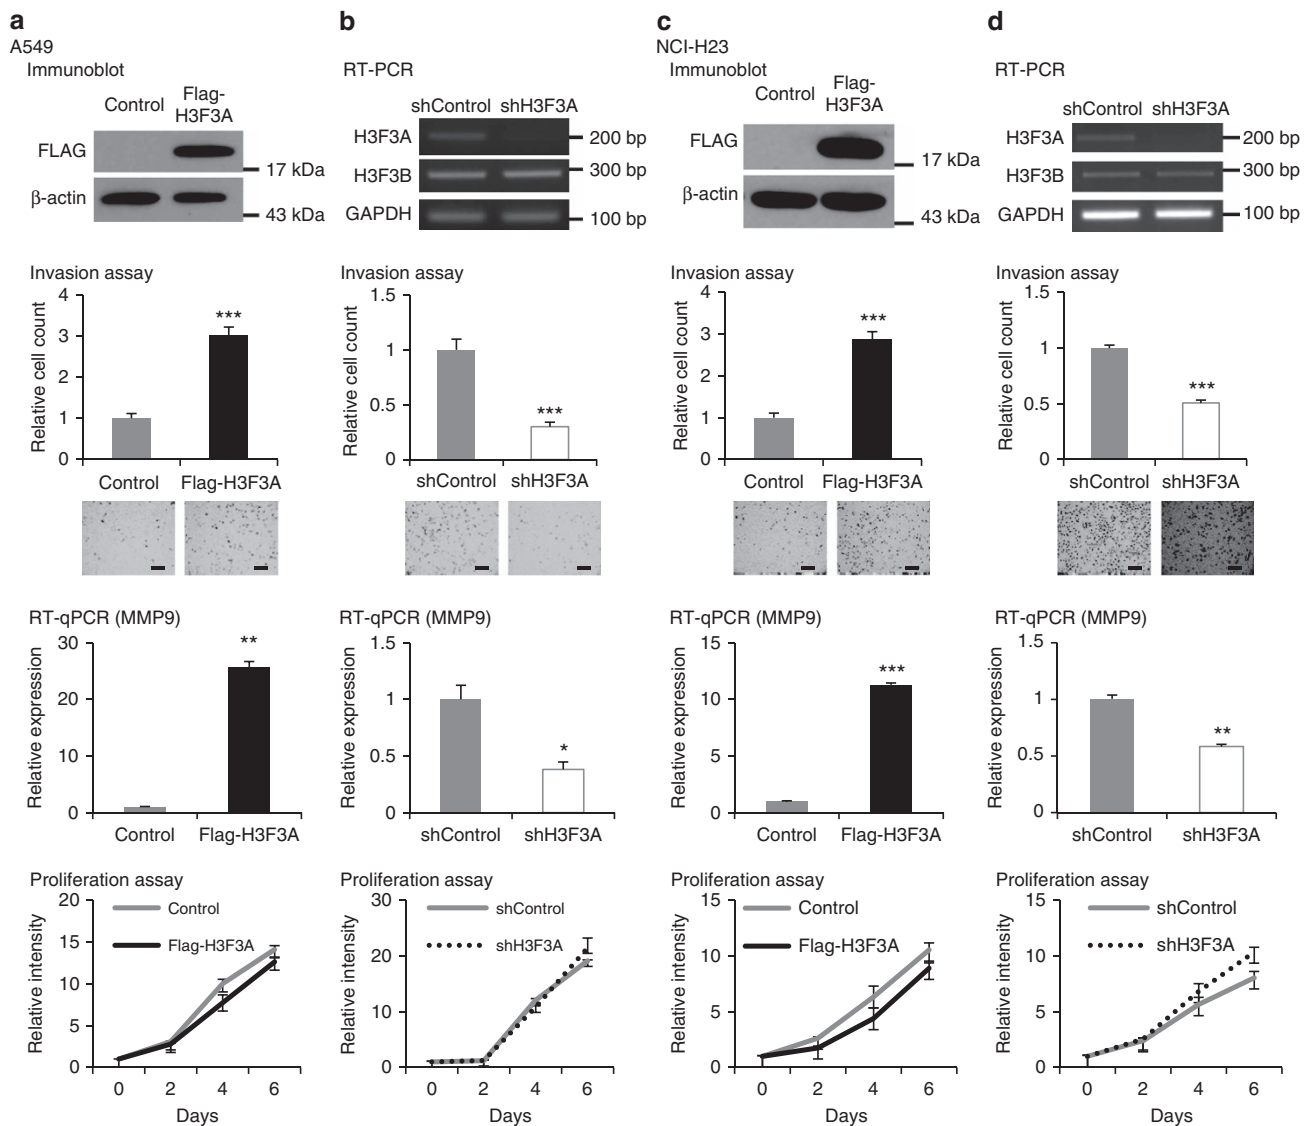 a
A549
Immunoblot
Control
Flag-
H3F3A
FLAG
17 kDa
β-actin
43 kDa
Invasion assay
Relative cell count
4
3
2
1
0
***
Control
Flag-H3F3A
RT-qPCR (MMP9)
Relative expression
30
20
10
0
**
Control
Flag-H3F3A
Proliferation assay
Relative intensity
20
15
10
5
0
Control
Flag-H3F3A
0 2 4 6
Days
b
RT-PCR
shControl shH3F3A
H3F3A
200 bp
H3F3B
300 bp
GAPDH
100 bp
Invasion assay
Relative cell count
1.5
1
0.5
0
***
shControl
shH3F3A
RT-qPCR (MMP9)
Relative expression
1.5
1
0.5
0
*
shControl
shH3F3A
Proliferation assay
Relative intensity
30
20
10
0
shControl
shH3F3A
0 2 4 6
Days
c
NCI-H23
Immunoblot
Control
Flag-
H3F3A
FLAG
17 kDa
β-actin
43 kDa
Invasion assay
Relative cell count
4
3
2
1
0
***
Control
Flag-H3F3A
RT-qPCR (MMP9)
Relative expression
15
10
5
0
***
Control
Flag-H3F3A
Proliferation assay
Relative intensity
15
10
5
0
Control
Flag-H3F3A
0 2 4 6
Days
d
RT-PCR
shControl shH3F3A
H3F3A
200 bp
H3F3B
300 bp
GAPDH
100 bp
Invasion assay
Relative cell count
1.5
1
0.5
0
***
shControl
shH3F3A
RT-qPCR (MMP9)
Relative expression
1.5
1
0.5
0
**
shControl
shH3F3A
Proliferation assay
Relative intensity
15
10
5
0
shControl
shH3F3A
0 2 4 6
Days